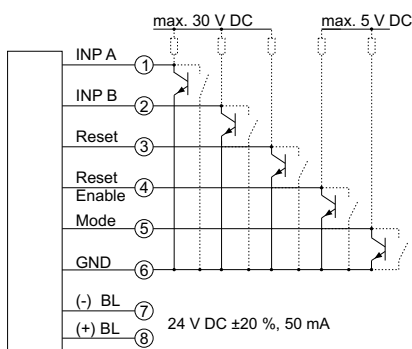 max. 30 V DC
max. 5 V DC
INP A
1
INP B
2
Reset
3
Reset
Enable
4
Mode
5
GND
6
(-) BL
7
(+) BL
8
24 V DC ±20 %, 50 mA